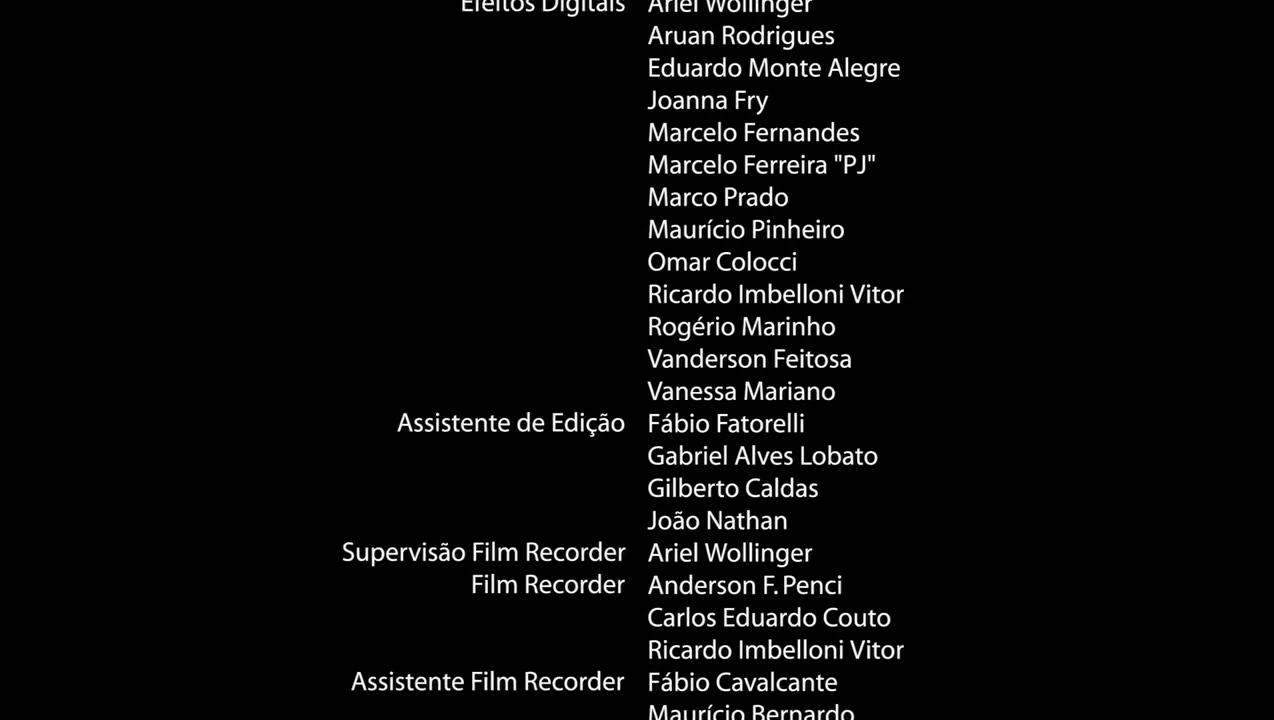 Efeitos Digitais Ariel Wollinger
Aruan Rodrigues
Eduardo Monte Alegre
Joanna Fry
Marcelo Fernandes
Marcelo Ferreira "PJ"
Marco Prado
Maurício Pinheiro
Omar Colocci
Ricardo Imbelloni Vitor
Rogério Marinho
Vanderson Feitosa
Vanessa Mariano
Assistente de Edição Fábio Fatorelli
Gabriel Alves Lobato
Gilberto Caldas
João Nathan
Supervisão Film Recorder Ariel Wollinger
Film Recorder Anderson F. Penci
Carlos Eduardo Couto
Ricardo Imbelloni Vitor
Assistente Film Recorder Fábio Cavalcante
Maurício Bernardo